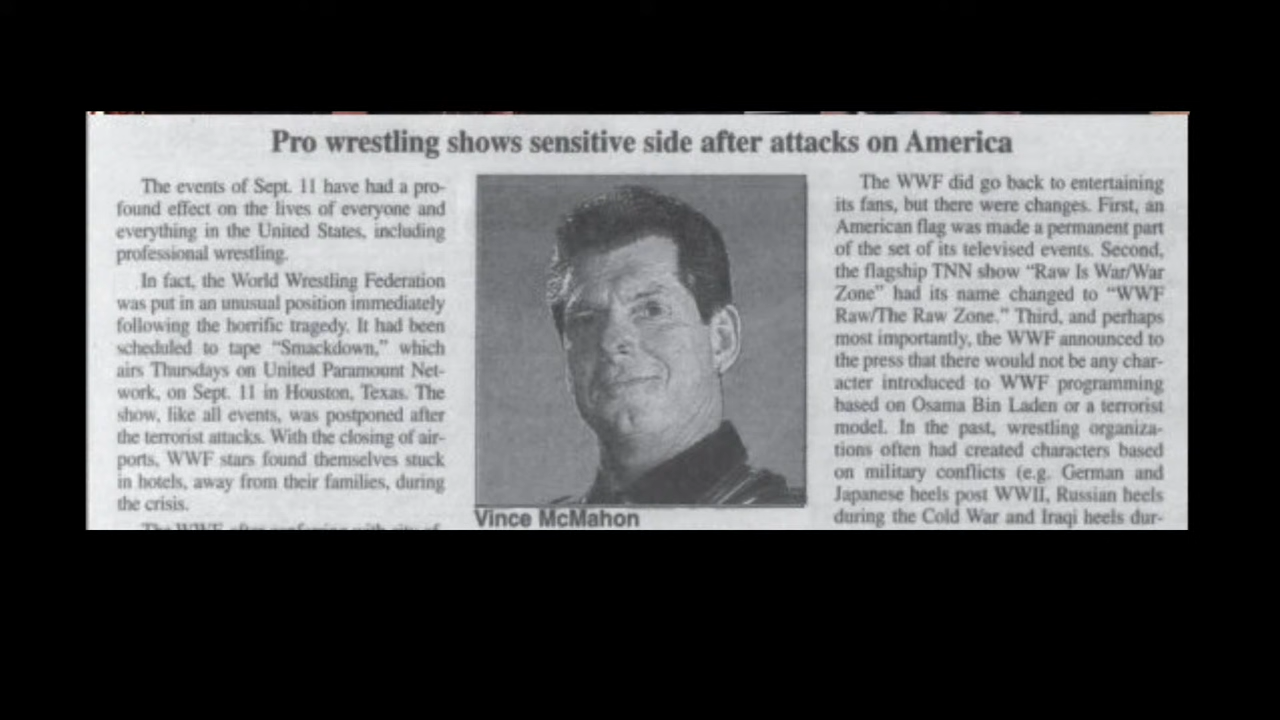 Pro wrestling shows sensitive side after attacks on America
The events of Sept. 11 have had a pro-
found effect on the lives of everyone and
everything in the United States, including
professional wrestling.
In fact, the World Wrestling Federation
was put in an unusual position immediately
following the horrific tragedy. It had been
scheduled to tape “Smackdown,” which
airs Thursdays on United Paramount Net-
work, on Sept. 11 in Houston, Texas. The
show, like all events, was postponed after
the terrorist attacks. With the closing of air-
ports, WWF stars found themselves stuck
in hotels, away from their families, during
the crisis.
The WWF, after conferring with city of-
Vince McMahon
The WWF did go back to entertaining
its fans, but there were changes. First, an
American flag was made a permanent part
of the set of its televised events. Second,
the flagship TNN show “Raw Is War/War
Zone” had its name changed to “WWF
Raw/The Raw Zone.” Third, and perhaps
most importantly, the WWF announced to
the press that there would not be any char-
acter introduced to WWF programming
based on Osama Bin Laden or a terrorist
model. In the past, wrestling organiza-
tions often had created characters based
on military conflicts (e.g. German and
Japanese heels post WWII, Russian heels
during the Cold War and Iraqi heels dur-